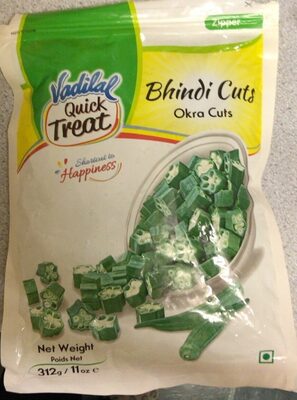 Zipper
Vadilal
Quick
Treat
Bhindi Cuts
Okra Cuts
Shortcut to
Happiness
Net Weight
Poids Net
312g / 11oz e